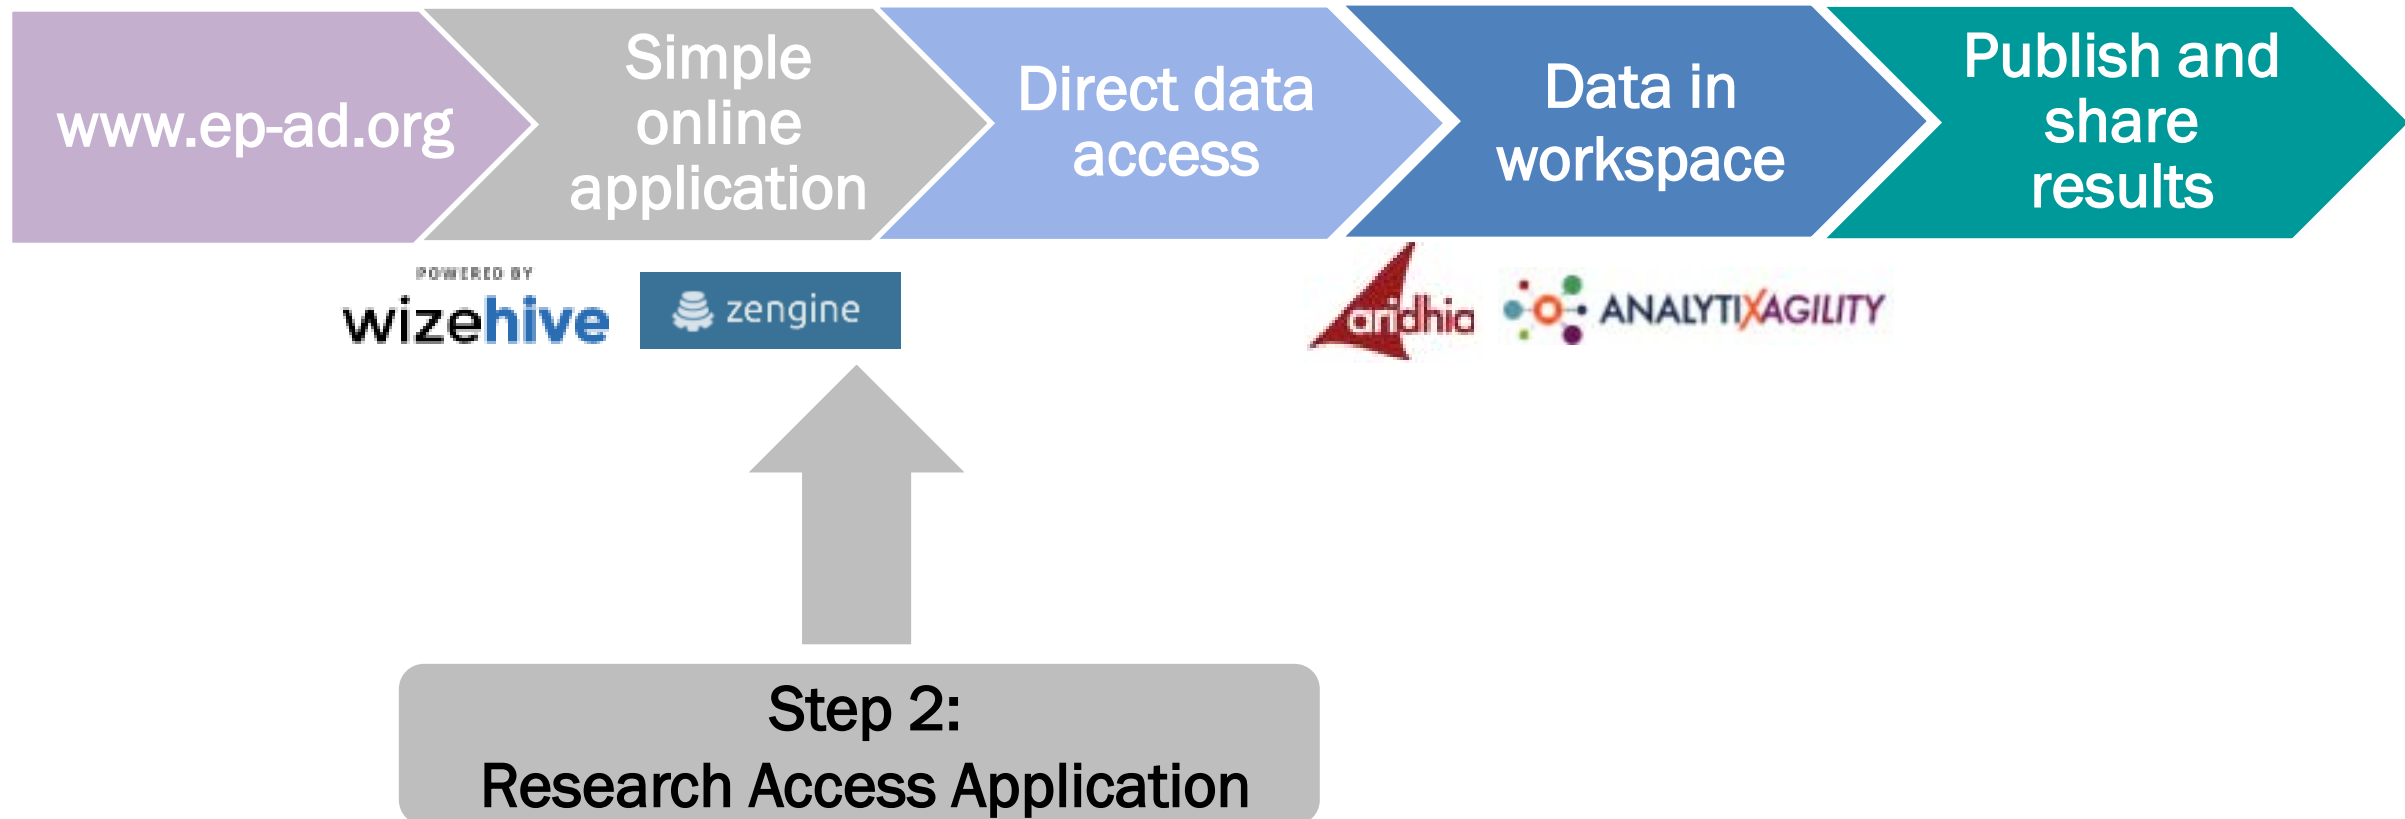 www.ep-ad.org
Simple
online
application
Direct data
access
Data in
workspace
Publish and
share
results
POWERED BY
wizehive
zengine
aridhia
ANALYTIXAGILITY
Step 2:
Research Access Application